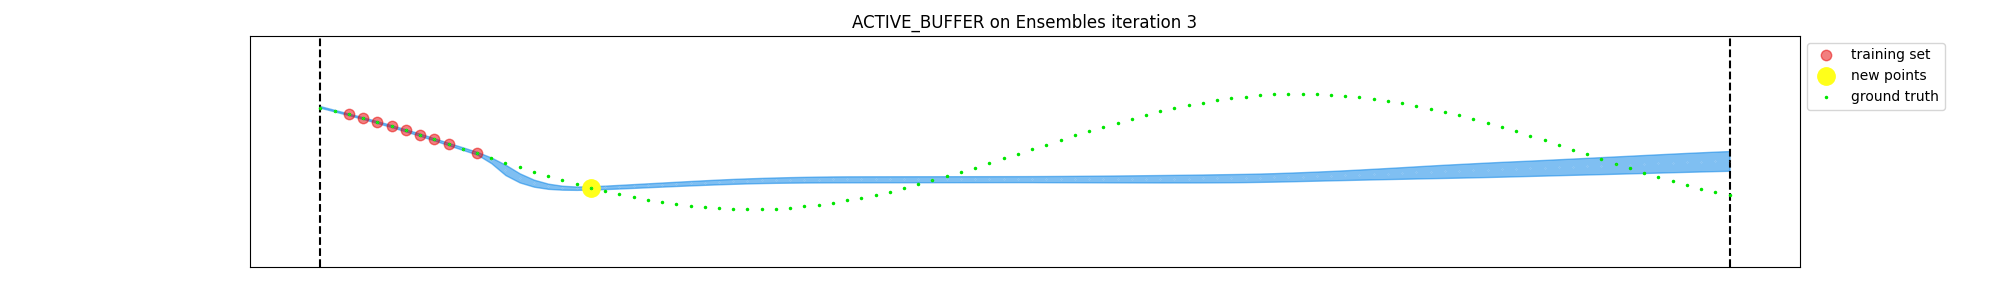 ACTIVE_BUFFER on Ensembles iteration 3
training set
new points
ground truth